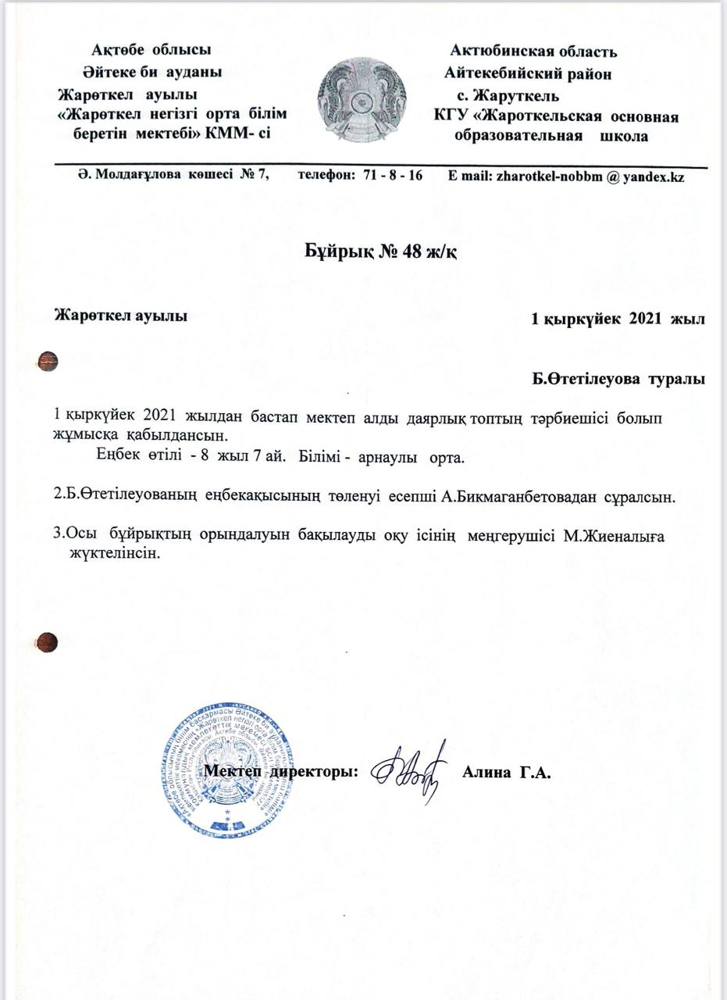 Ақтөбе облысы
Әйтеке би ауданы
Жарөткел ауылы
«Жарөткел негізгі орта білім
беретін мектебі» КММ- сі
Актюбинская область
Айтекебийский район
с. Жаруткель
КГУ «Жароткельская основная
образовательная школа
Ә. Молдағұлова көшесі № 7, телефон: 71 - 8 - 16 E mail: zharotkel-nobbm @ yandex.kz
Бұйрық № 48 ж/қ
Жарөткел ауылы 1 қыркүйек 2021 жыл
Б.Өтетілеуова туралы
1 қыркүйек 2021 жылдан бастап мектеп алды даярлық топтың тәрбиешісі болып
жұмысқа қабылдансын.
Еңбек өтілі - 8 жыл 7 ай. Білімі - арнаулы орта.
2.Б.Өтетілеуованың еңбекақысының төленуі есепші А.Бикмаганбетовадан сұралсын.
3.Осы бұйрықтың орындалуын бақылауды оқу ісінің меңгерушісі М.Жиеналыға
жүктелінсін.
Мектеп директоры: Алина Г.А.